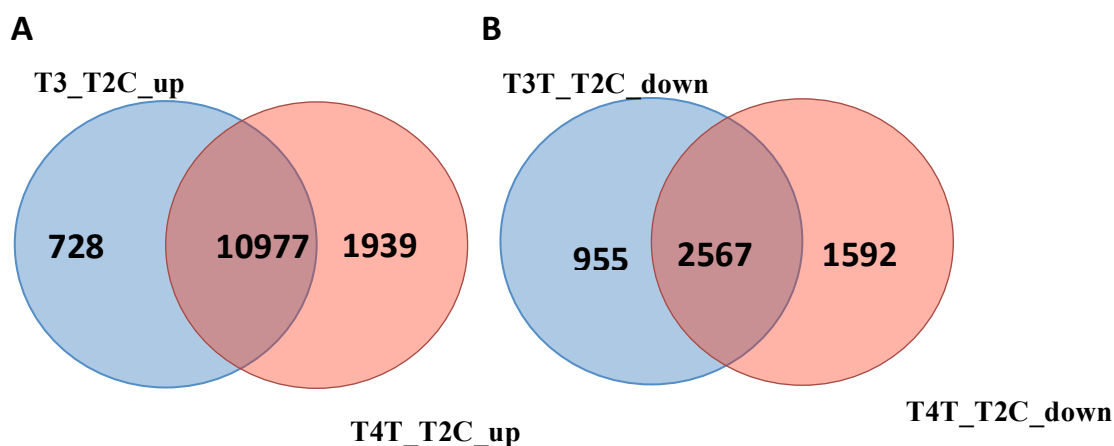 A
B
T3_T2C_up
T3T_T2C_down
728
10977
1939
955
2567
1592
T4T_T2C_up
T4T_T2C_down